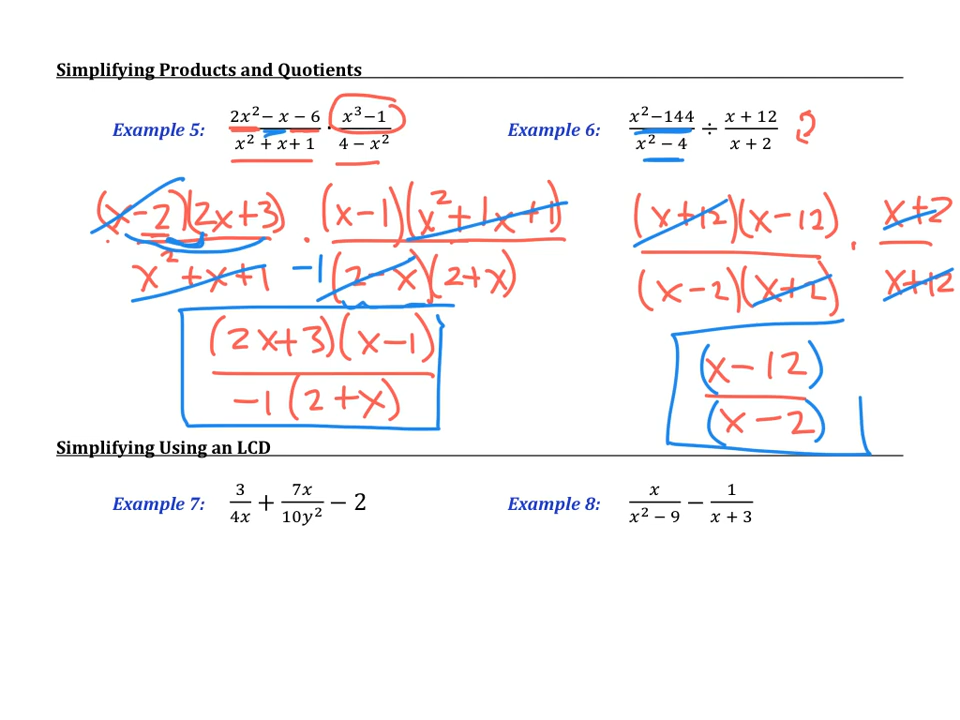 Simplifying Products and Quotients
Example 5: (2x² − x − 6)/(x² + x + 1) · (x³−1)/(4 − x²)
Example 6: (x²−144)/(x² − 4) ÷ (x + 12)/(x + 2)
(x−2)(2x+3)/(x²+x+1) · (x−1)(x²+1x+1)/(−1(2−x)(2+x))
(x+12)(x−12)/((x−2)(x+2)) · (x+2)/(x+12)
(2x+3)(x−1)/(−1(2+x))
(x−12)/(x−2)
Simplifying Using an LCD
Example 7: 3/(4x) + 7x/(10y²) − 2
Example 8: x/(x² − 9) − 1/(x + 3)